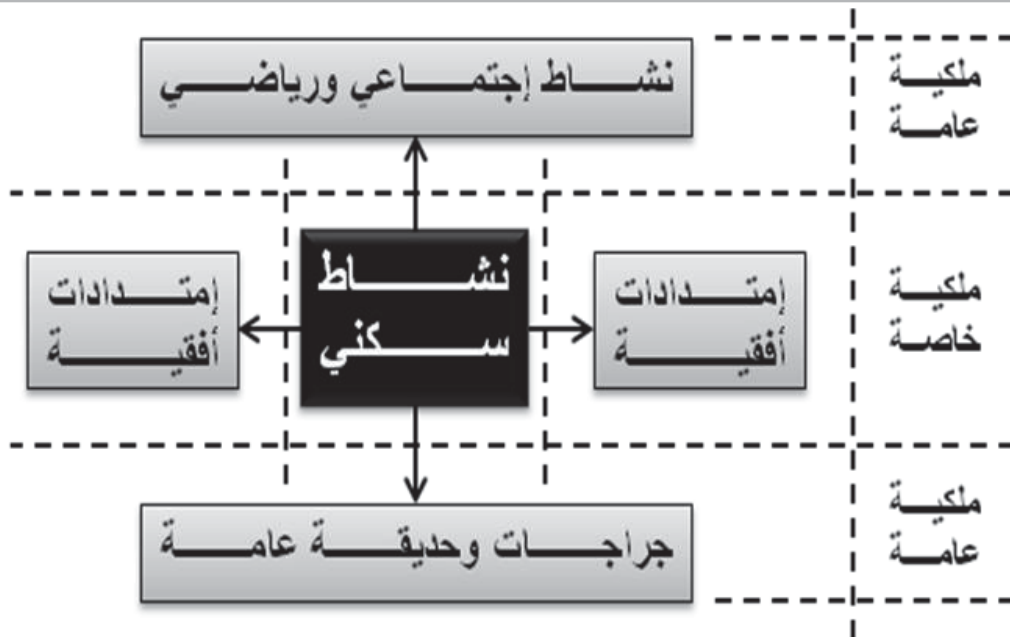 نشاط إجتماعي ورياضي
ملكية
عامة
إمتدادات
أفقية
نشاط
سكني
إمتدادات
أفقية
ملكية
خاصة
جراجات وحديقة عامة
ملكية
عامة